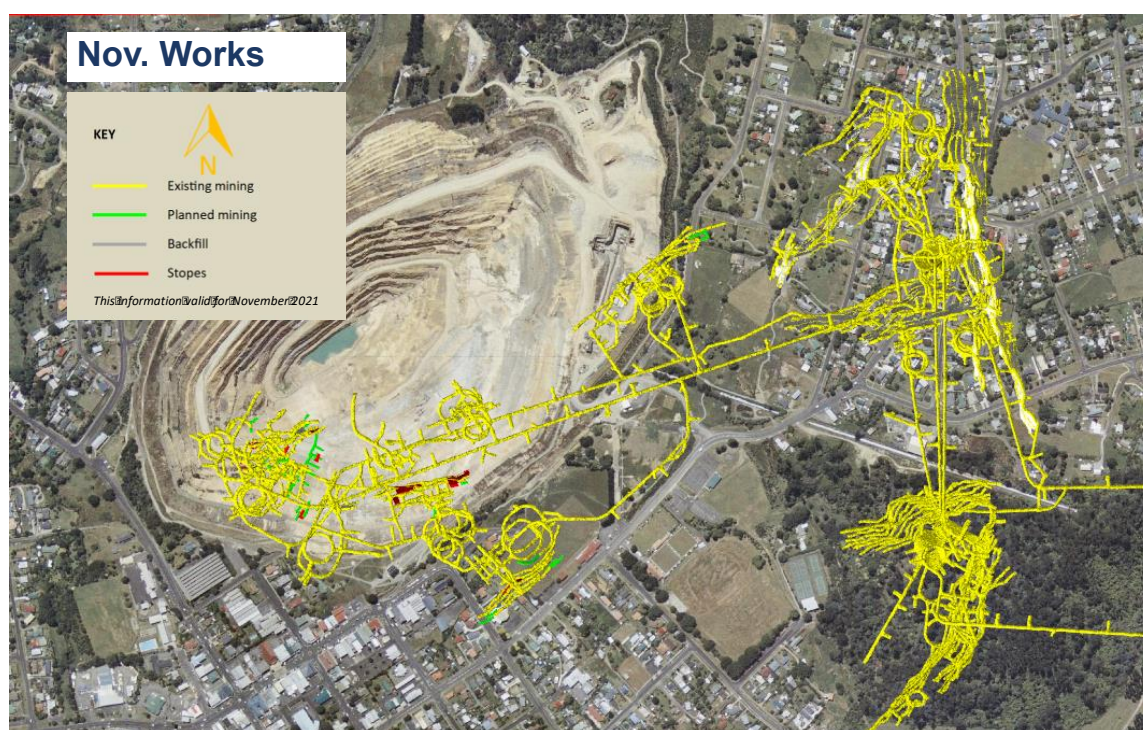 Nov. Works
KEY
N
Existing mining
Planned mining
Backfill
Stopes
This Information valid for November 2021